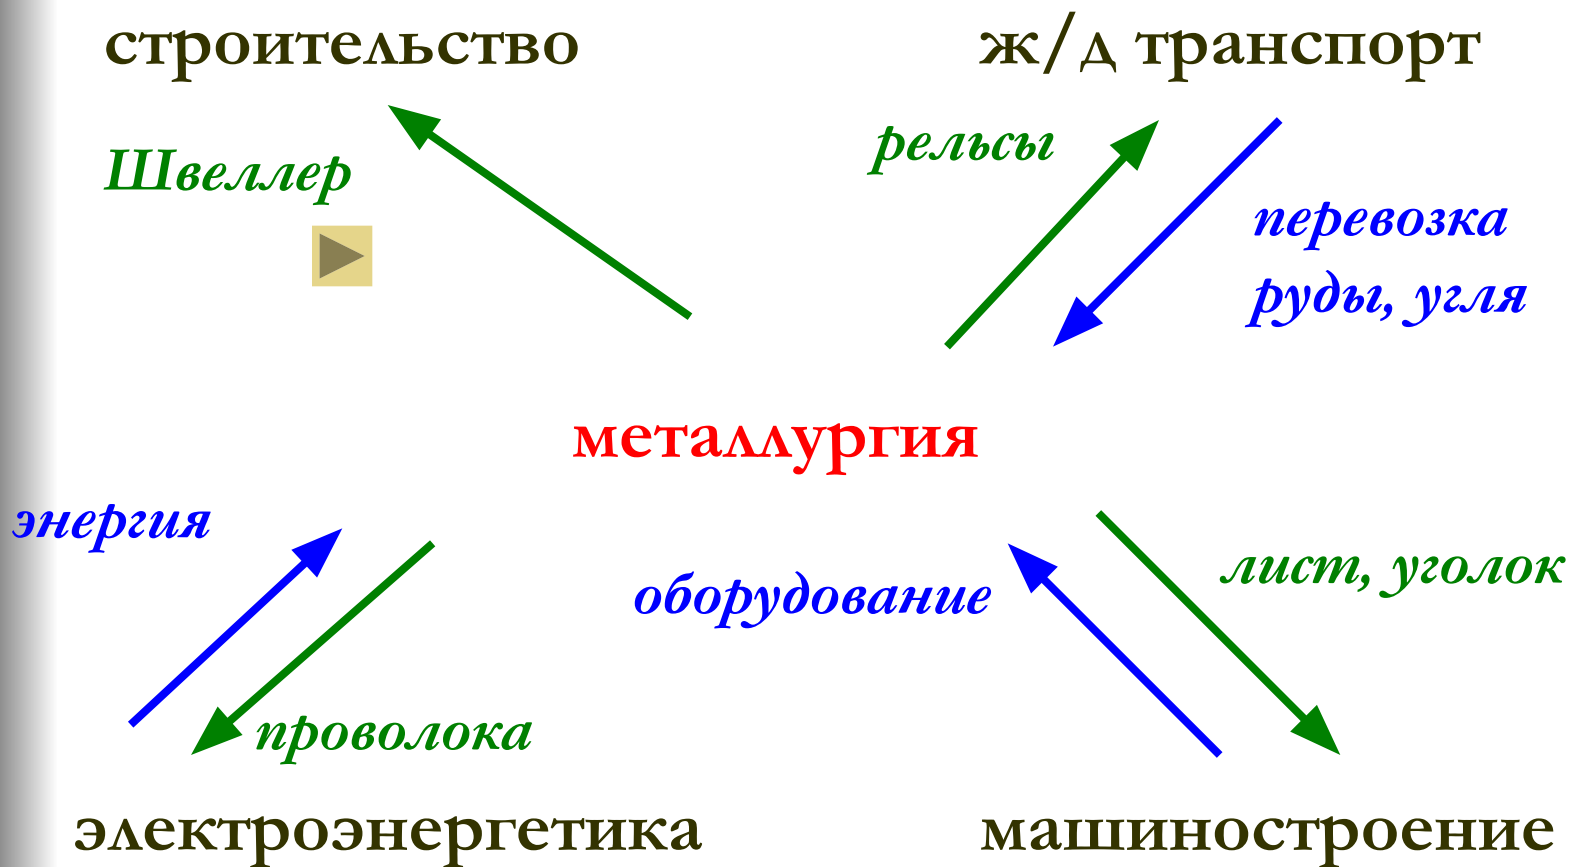 строительство
ж/д транспорт
Швеллер
рельсы
перевозка
руды, угля
металлургия
энергия
оборудование
лист, уголок
проволока
электроэнергетика
машиностроение